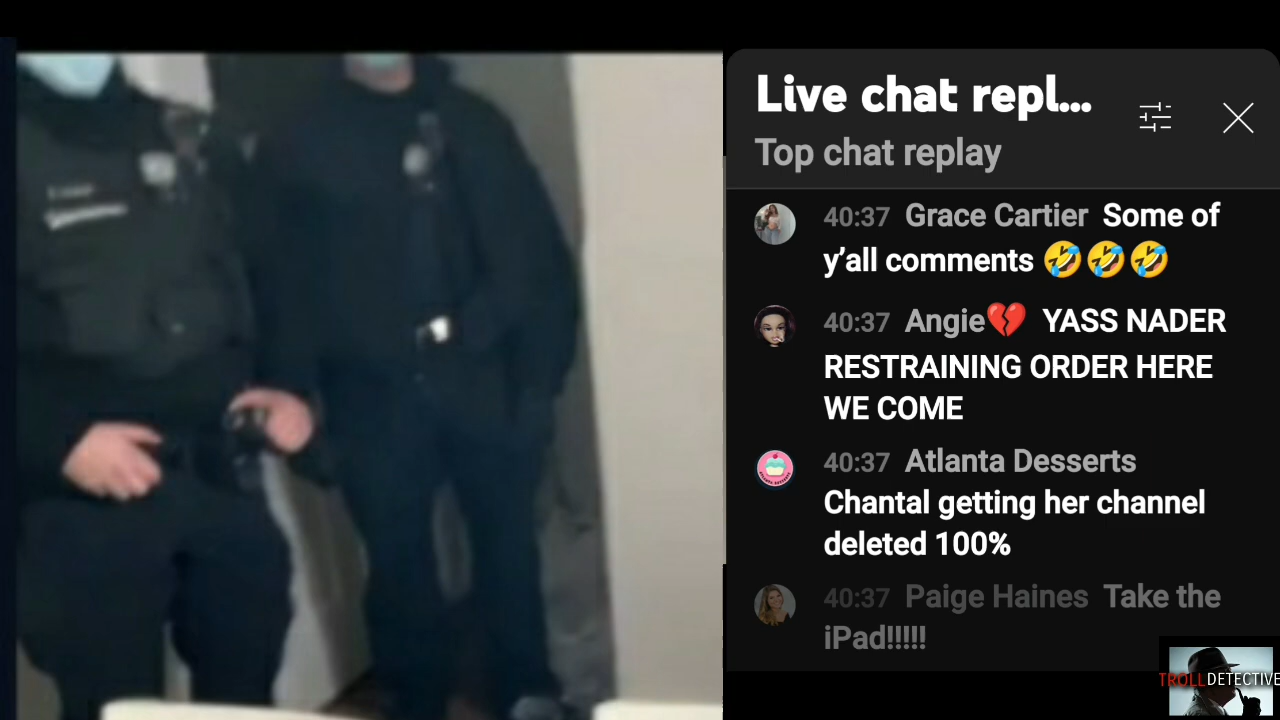 Live chat repl...
Top chat replay
40:37 Grace Cartier Some of
y’all comments 🤣🤣🤣
40:37 Angie💔 YASS NADER
RESTRAINING ORDER HERE
WE COME
40:37 Atlanta Desserts
Chantal getting her channel
deleted 100%
40:37 Paige Haines Take the
iPad!!!!!
TROLLDETECTIVE